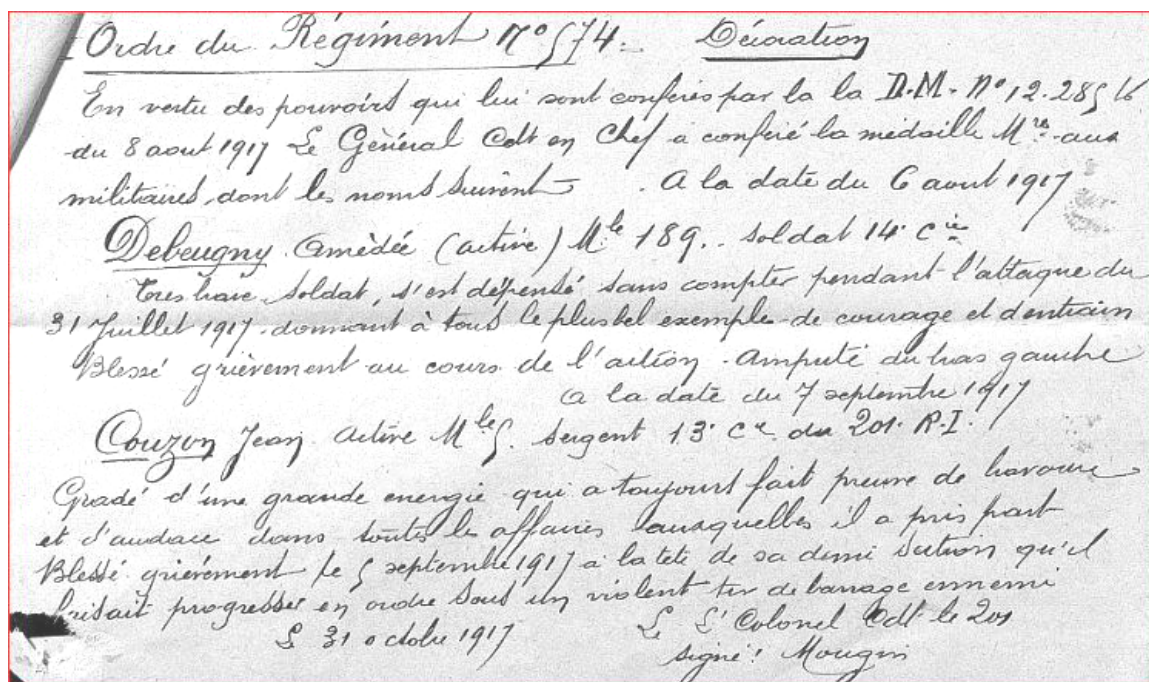 Ordre du Régiment N° 574. Décoration
En vertu des pouvoirs qui lui sont conférés par la la D.M. N° 12.285 K
du 8 aout 1917 Le Général Cdt en Chef a conféré la médaille Mre aux
militaires dont les noms suivent. A la date du 6 aout 1917
Debeugny Amèdée (active) Mle 189.. soldat 14e Cie
Tres brave soldat, s'est dépensé sans compter pendant l'attaque du
31 Juillet 1917 donnant à tous le plus bel exemple de courage et d'entrain
Blessé grièvement au cours de l'action. Amputé du bras gauche
A la date du 7 septembre 1917
Couzon Jean Active Mle 5. Sergent 13e Cie du 201. R.I.
Gradé d'une grande energie qui a toujours fait preuve de bravoure
et d'audace dans toutes les affaires auxquelles il a pris part
Blessé grièrement le 5 septembre 1917 a la tete de sa demi section qu'il
faisait progresser en ordre sous un violent tir de barrage ennemi
Le 31 octobre 1917 Le Lt Colonel Cdt le 201
Signé: Mougin